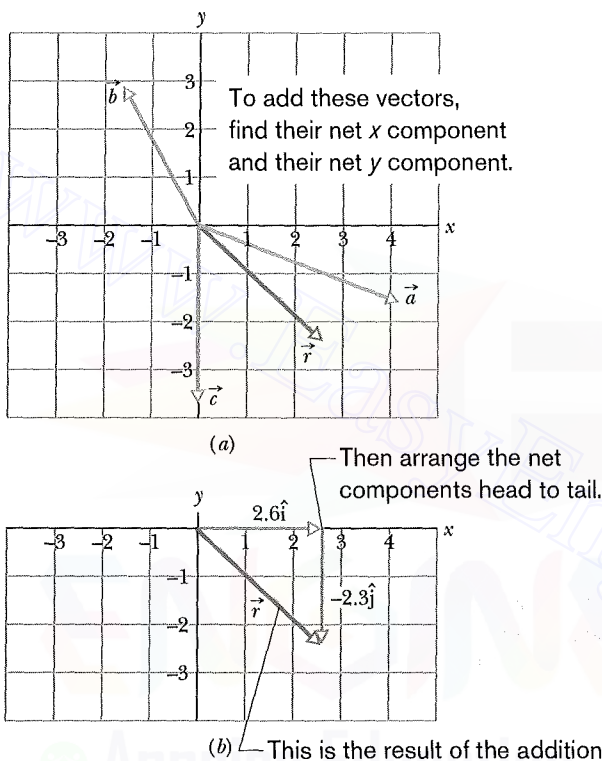 y
To add these vectors,
find their net x component
and their net y component.
b⃗
3
2
1
-3 -2 -1 1 2 3 4 x
-1
a⃗
-2
r⃗
-3
c⃗
(a)
Then arrange the net
components head to tail.
y
2.6î
-3 -2 -1 1 2 3 4 x
-1
r⃗
-2.3ĵ
-2
-3
(b) This is the result of the addition